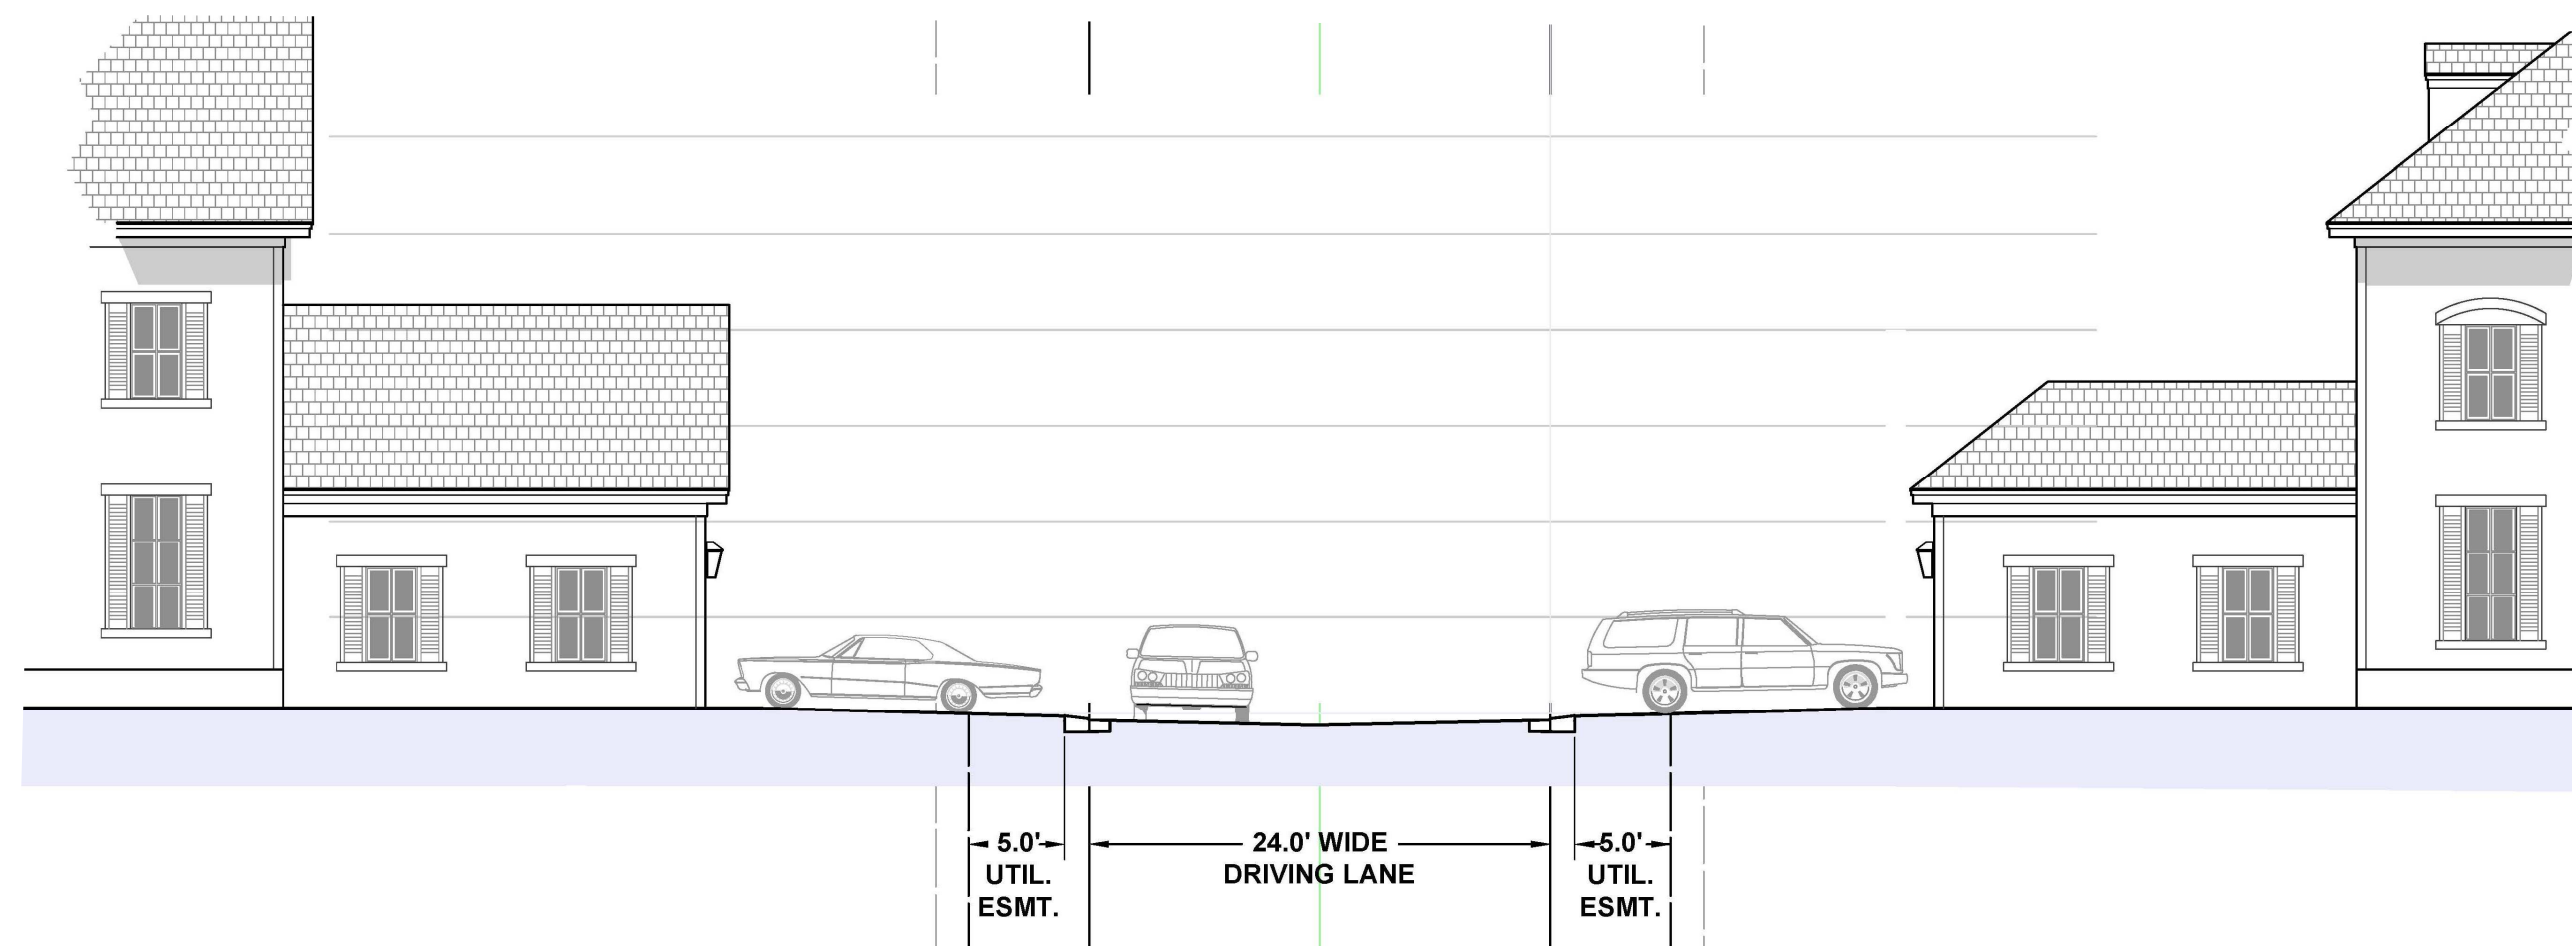 5.0'
UTIL.
ESMT.
24.0' WIDE
DRIVING LANE
5.0'
UTIL.
ESMT.